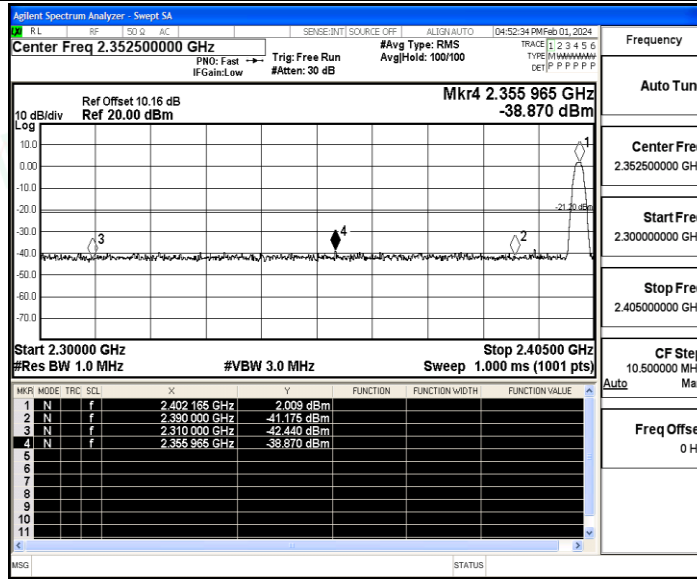 Agilent Spectrum Analyzer - Swept SA
RL RF 50 Ω AC SENSE:INT SOURCE OFF ALIGN AUTO 04:52:34 PM Feb 01, 2024
Center Freq 2.352500000 GHz
PNO: Fast Trig: Free Run
IFGain:Low #Atten: 30 dB
#Avg Type: RMS
Avg|Hold: 100/100
TRACE 1 2 3 4 5 6
TYPE M W W W W W
DET P P P P P P
Ref Offset 10.16 dB
10 dB/div Ref 20.00 dBm
Log
Mkr4 2.355 965 GHz
-38.870 dBm
10.0
0.00
-10.0
-20.0
-30.0
-40.0
-50.0
-60.0
-70.0
1
-21.20 dBm
3
4
2
Start 2.30000 GHz Stop 2.40500 GHz
#Res BW 1.0 MHz #VBW 3.0 MHz Sweep 1.000 ms (1001 pts)
MKR MODE TRC SCL X Y FUNCTION FUNCTION WIDTH FUNCTION VALUE
1 N f 2.402 165 GHz 2.009 dBm
2 N f 2.390 000 GHz -41.175 dBm
3 N f 2.310 000 GHz -42.440 dBm
4 N f 2.355 965 GHz -38.870 dBm
5
6
7
8
9
10
11
MSG STATUS
Frequency
Auto Tun
Center Fre
2.352500000 GH
Start Fre
2.300000000 GH
Stop Fre
2.405000000 GH
CF Ste
10.500000 MH
Auto Ma
Freq Offse
0 H